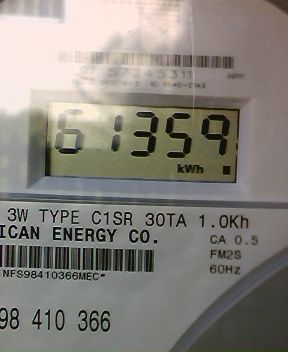 57245311
61359
kWh
3W TYPE C1SR 30TA 1.0Kh
ICAN ENERGY CO.
CA 0.5
FM2S
NFS98410366MEC*
60Hz
98 410 366